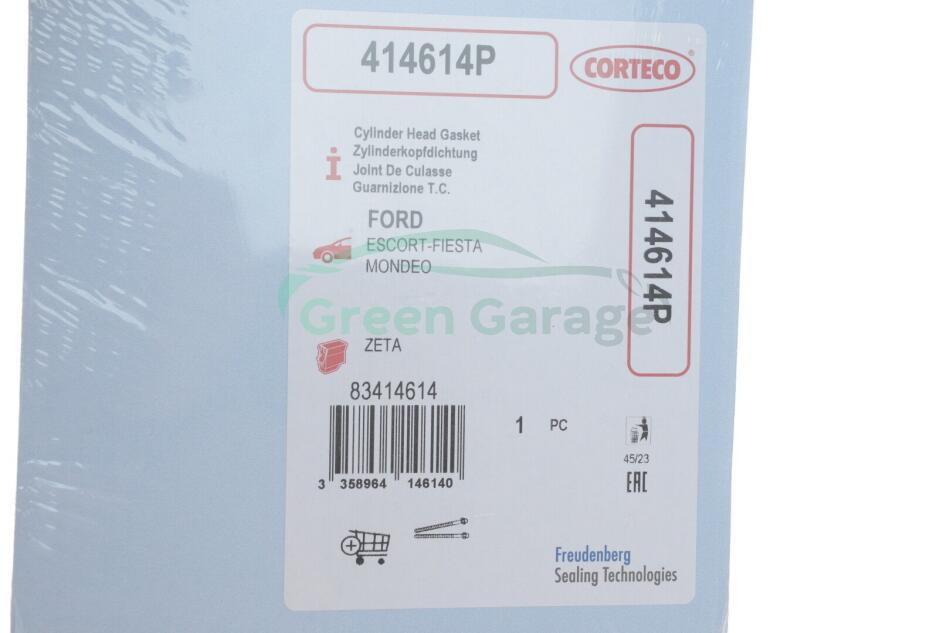 414614P
CORTECO
Cylinder Head Gasket
Zylinderkopfdichtung
Joint De Culasse
Guarnizione T.C.
414614P
FORD
ESCORT-FIESTA
MONDEO
Green Garage
ZETA
83414614
3 358964 146140
1 PC
45/23
EAC
Freudenberg
Sealing Technologies